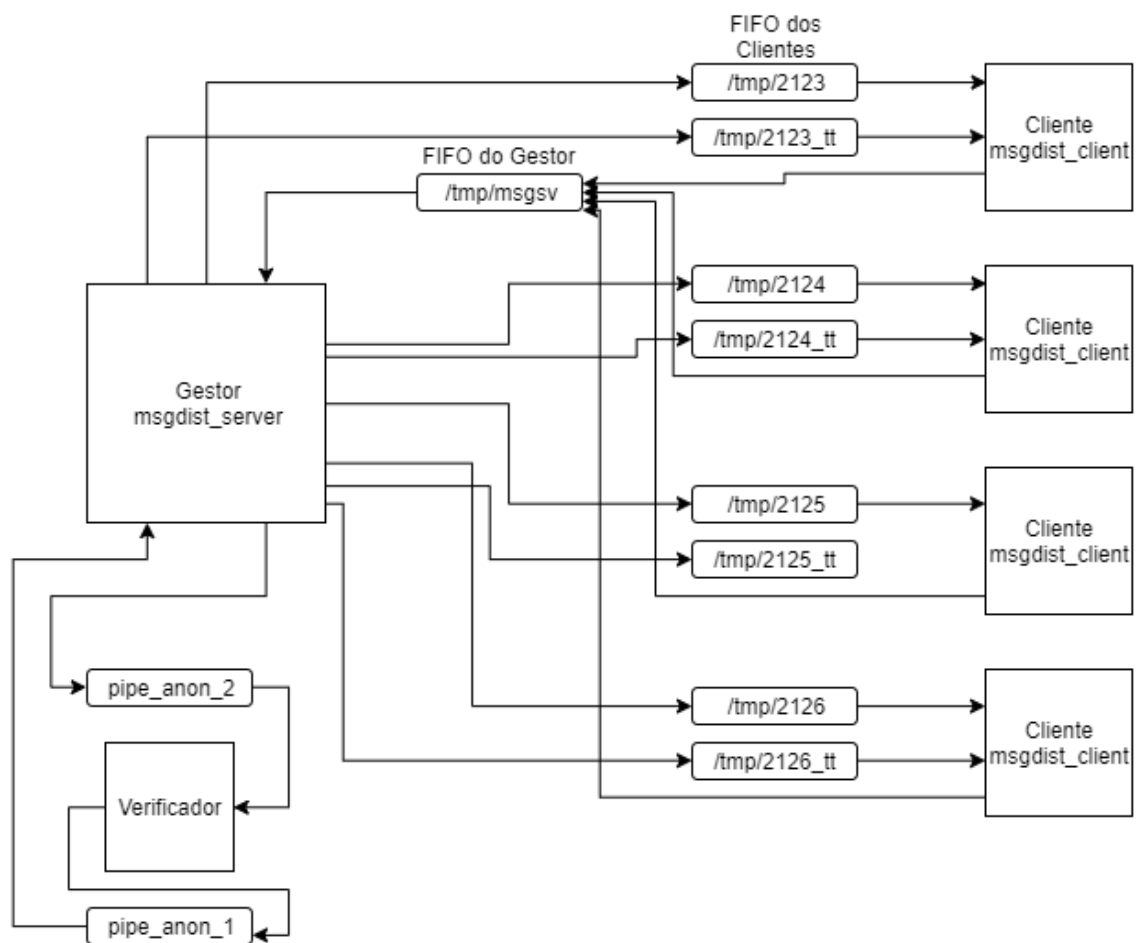 FIFO dos
Clientes
/tmp/2123
/tmp/2123_tt
Cliente
msgdist_client
FIFO do Gestor
/tmp/msgsv
/tmp/2124
/tmp/2124_tt
Cliente
msgdist_client
Gestor
msgdist_server
/tmp/2125
/tmp/2125_tt
Cliente
msgdist_client
pipe_anon_2
/tmp/2126
/tmp/2126_tt
Cliente
msgdist_client
Verificador
pipe_anon_1